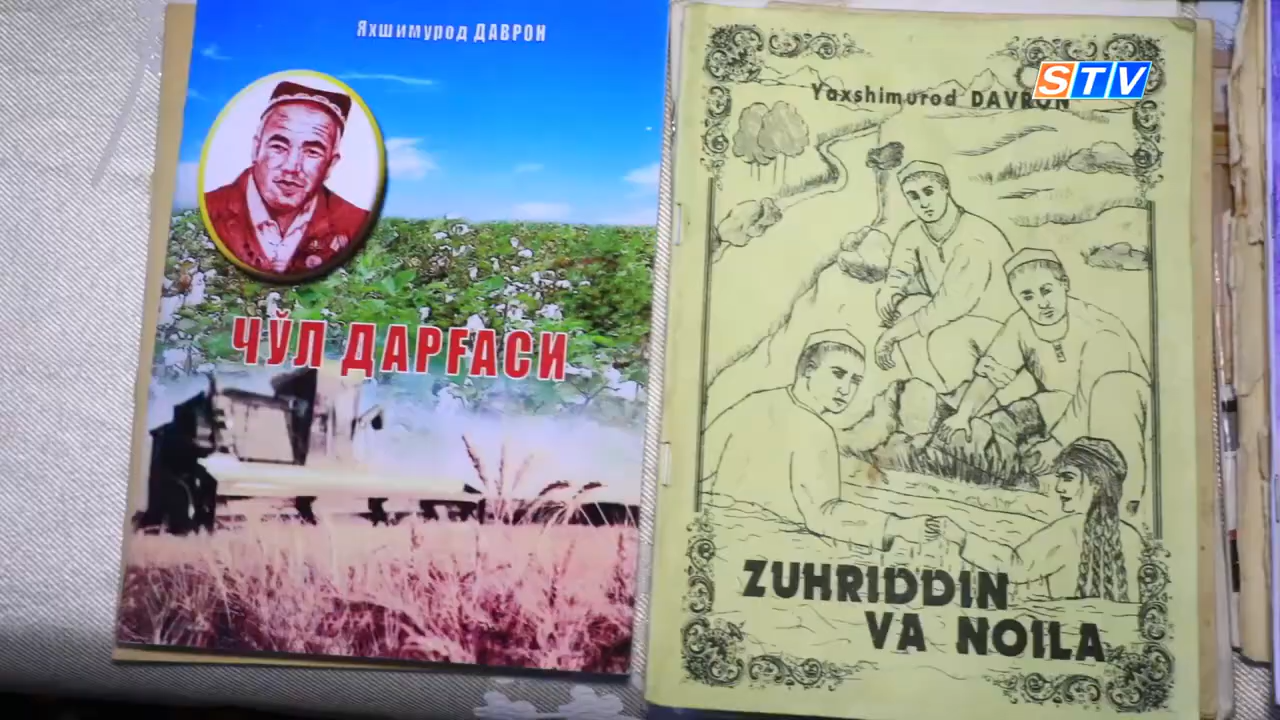 Яхшимурод ДАВРОН
ЧЎЛ ДАРҒАСИ
STV
Yaxshimurod DAVRON
ZUHRIDDIN
VA NOILA